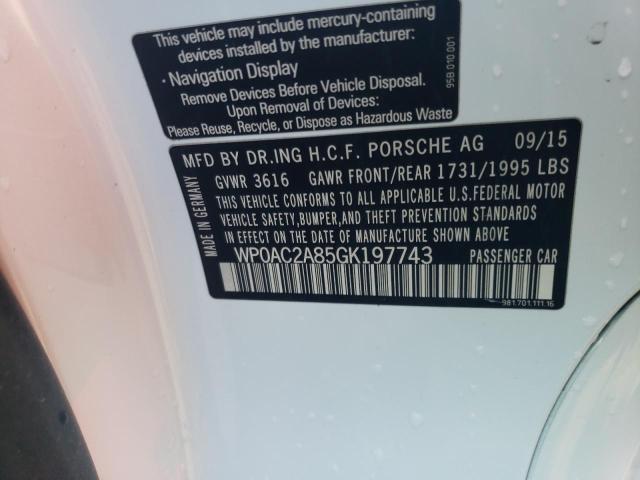 This vehicle may include mercury-containing
devices installed by the manufacturer:
· Navigation Display
Remove Devices Before Vehicle Disposal.
Upon Removal of Devices:
Please Reuse, Recycle, or Dispose as Hazardous Waste
95B 010 001
MFD BY DR.ING H.C.F. PORSCHE AG 09/15
GVWR 3616 GAWR FRONT/REAR 1731/1995 LBS
THIS VEHICLE CONFORMS TO ALL APPLICABLE U.S.FEDERAL MOTOR
VEHICLE SAFETY,BUMPER,AND THEFT PREVENTION STANDARDS
IN EFFECT ON THE DATE OF MANUFACTURE SHOWN ABOVE.
WP0AC2A85GK197743 PASSENGER CAR
MADE IN GERMANY
981.701.111.16